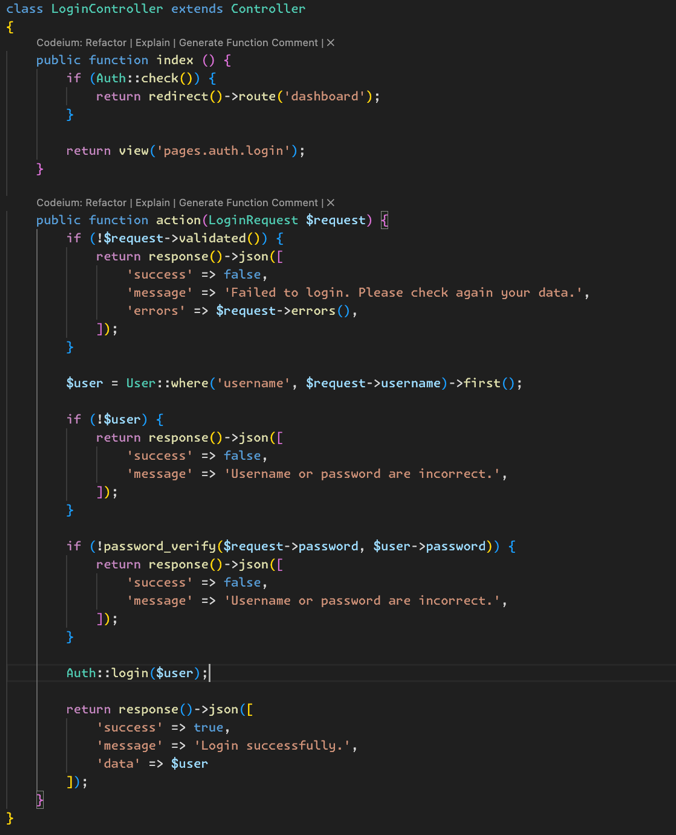 class LoginController extends Controller
{
Codeium: Refactor | Explain | Generate Function Comment | ×
public function index () {
if (Auth::check()) {
return redirect()->route('dashboard');
}
return view('pages.auth.login');
}
Codeium: Refactor | Explain | Generate Function Comment | ×
public function action(LoginRequest $request) {
if (!$request->validated()) {
return response()->json([
'success' => false,
'message' => 'Failed to login. Please check again your data.',
'errors' => $request->errors(),
]);
}
$user = User::where('username', $request->username)->first();
if (!$user) {
return response()->json([
'success' => false,
'message' => 'Username or password are incorrect.',
]);
}
if (!password_verify($request->password, $user->password)) {
return response()->json([
'success' => false,
'message' => 'Username or password are incorrect.',
]);
}
Auth::login($user);
return response()->json([
'success' => true,
'message' => 'Login successfully.',
'data' => $user
]);
}
}